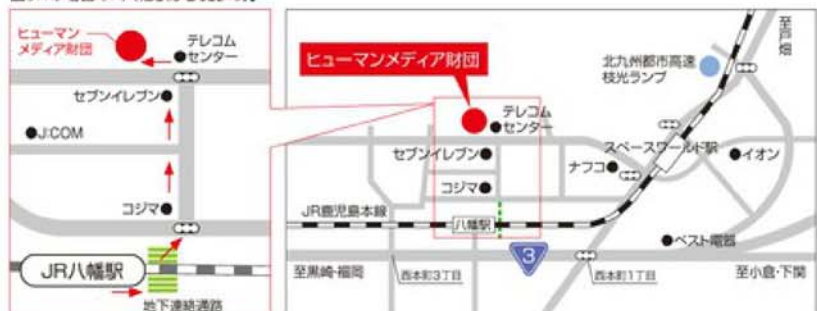 ヒューマン
メディア財団
テレコム
センター
セブンイレブン
J:COM
コジマ
JR八幡駅
地下連絡通路
ヒューマンメディア財団
至戸畑
北九州都市高速
枝光ランプ
テレコム
センター
セブンイレブン
スペースワールド駅
ナフコ
イオン
コジマ
JR鹿児島本線
八幡駅
ベスト電器
3
至黒崎・福岡
西本町3丁目
西本町1丁目
至小倉・下関